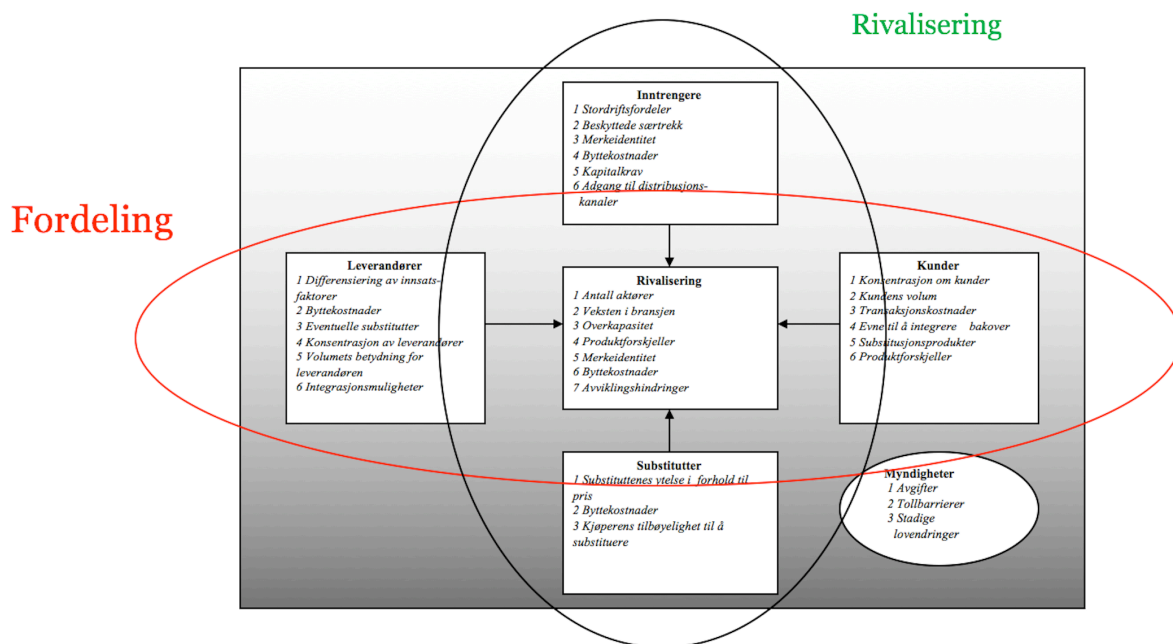 Rivalisering
Fordeling
Inntrengere
1 Stordriftsfordeler
2 Beskyttede særtrekk
3 Merkeidentitet
4 Byttekostnader
5 Kapitalkrav
6 Adgang til distribusjons-
kanaler
Leverandører
1 Differensiering av innsats-
faktorer
2 Byttekostnader
3 Eventuelle substitutter
4 Konsentrasjon av leverandører
5 Volumets betydning for
leverandøren
6 Integrasjonsmuligheter
Rivalisering
1 Antall aktører
2 Veksten i bransjen
3 Overkapasitet
4 Produktforskjeller
5 Merkeidentitet
6 Byttekostnader
7 Avviklingshindringer
Kunder
1 Konsentrasjon om kunder
2 Kundens volum
3 Transaksjonskostnader
4 Evne til å integrere bakover
5 Substitusjonsprodukter
6 Produktforskjeller
Substitutter
1 Substituttenes ytelse i forhold til
pris
2 Byttekostnader
3 Kjøperens tilbøyelighet til å
substituere
Myndigheter
1 Avgifter
2 Tollbarrierer
3 Stadige
lovendringer